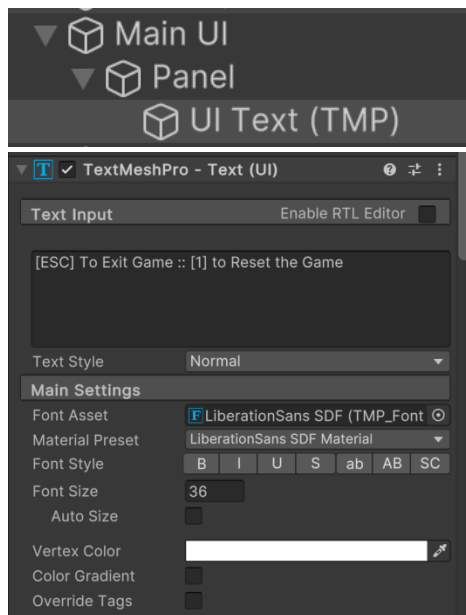 Main UI
Panel
UI Text (TMP)
T TextMeshPro - Text (UI)
Text Input Enable RTL Editor
[ESC] To Exit Game :: [1] to Reset the Game
Text Style Normal
Main Settings
Font Asset F LiberationSans SDF (TMP_Font
Material Preset LiberationSans SDF Material
Font Style B I U S ab AB SC
Font Size 36
Auto Size
Vertex Color
Color Gradient
Override Tags